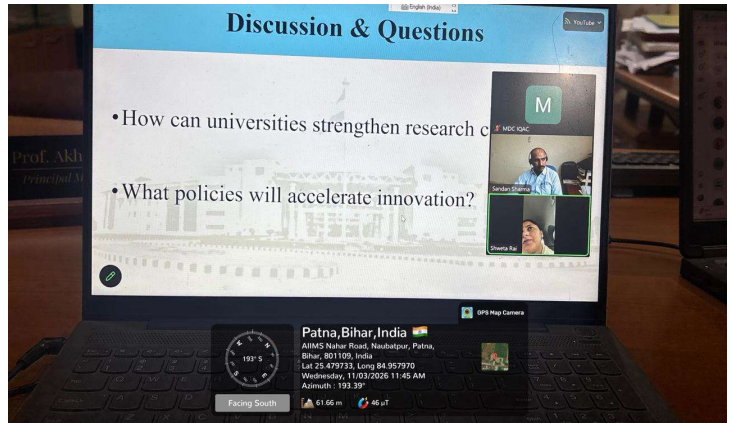 English (India)
Discussion & Questions
YouTube
•How can universities strengthen research c
M
MDC IQAC
Prof. Akh
Principal M
Sandan Sharma
•What policies will accelerate innovation?
Shweta Rai
GPS Map Camera
Patna,Bihar,India
AIIMS Nahar Road, Naubatpur, Patna,
Bihar, 801109, India
Lat 25.479733, Long 84.957970
Wednesday, 11/03/2026 11:45 AM
Azimuth : 193.39°
193° S
Facing South
61.66 m
46 µT